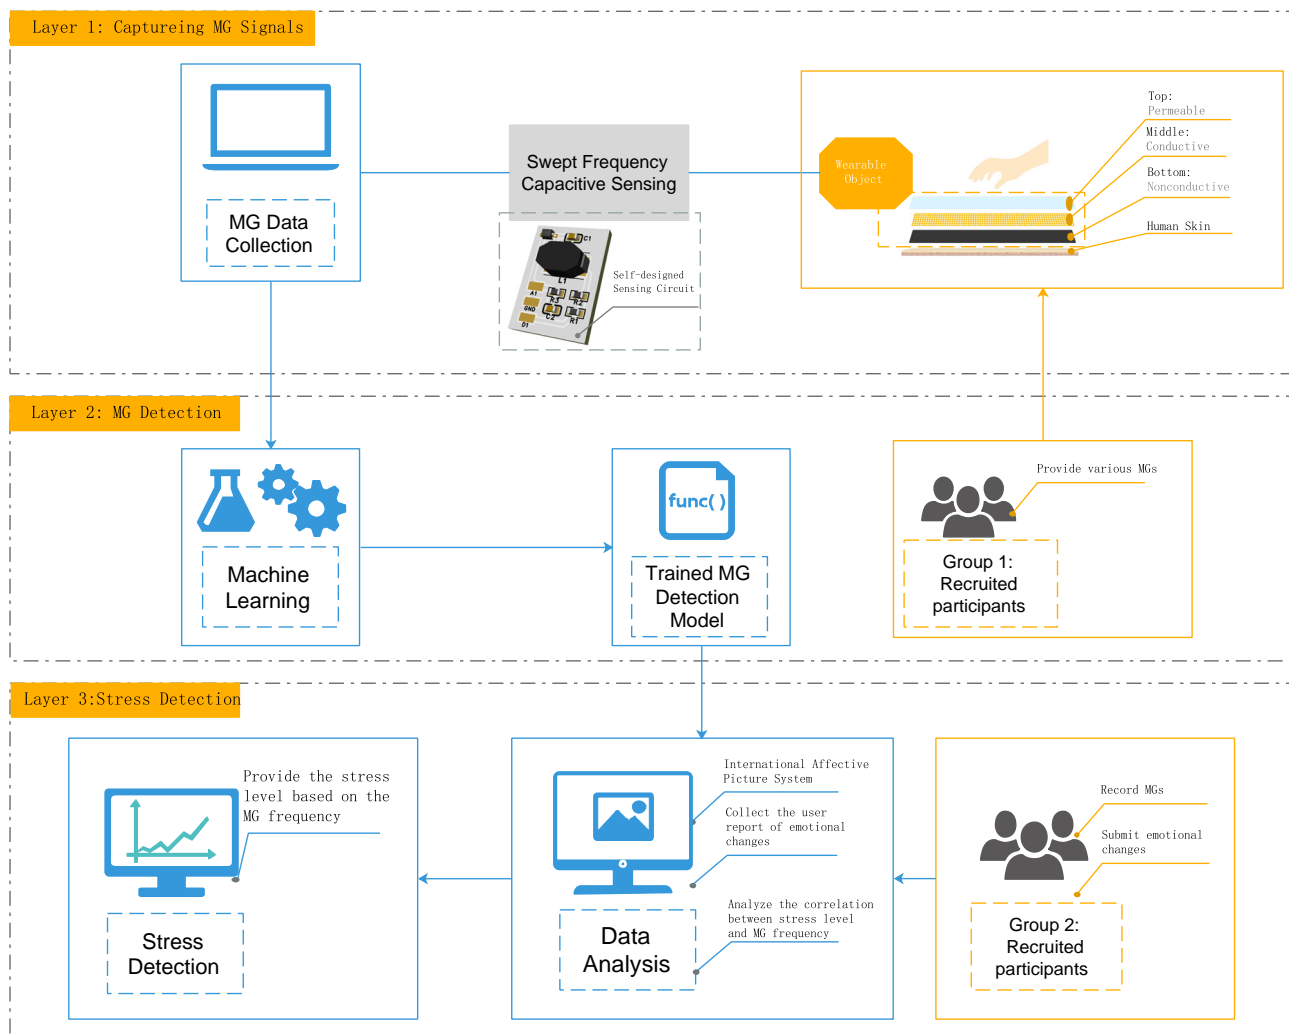 Layer 1: Captureing MG Signals
MG Data
Collection
Swept Frequency
Capacitive Sensing
C1
L1
A1
R3
R2
GND
C2
R1
D1
Self-designed
Sensing Circuit
Wearable
Object
Top:
Permeable
Middle:
Conductive
Bottom:
Nonconductive
Human Skin
Layer 2: MG Detection
Machine
Learning
func()
Trained MG
Detection
Model
Provide various MGs
Group 1:
Recruited
participants
Layer 3:Stress Detection
Provide the stress
level based on the
MG frequency
Stress
Detection
International Affective
Picture System
Collect the user
report of emotional
changes
Analyze the correlation
between stress level
and MG frequency
Data
Analysis
Record MGs
Submit emotional
changes
Group 2:
Recruited
participants